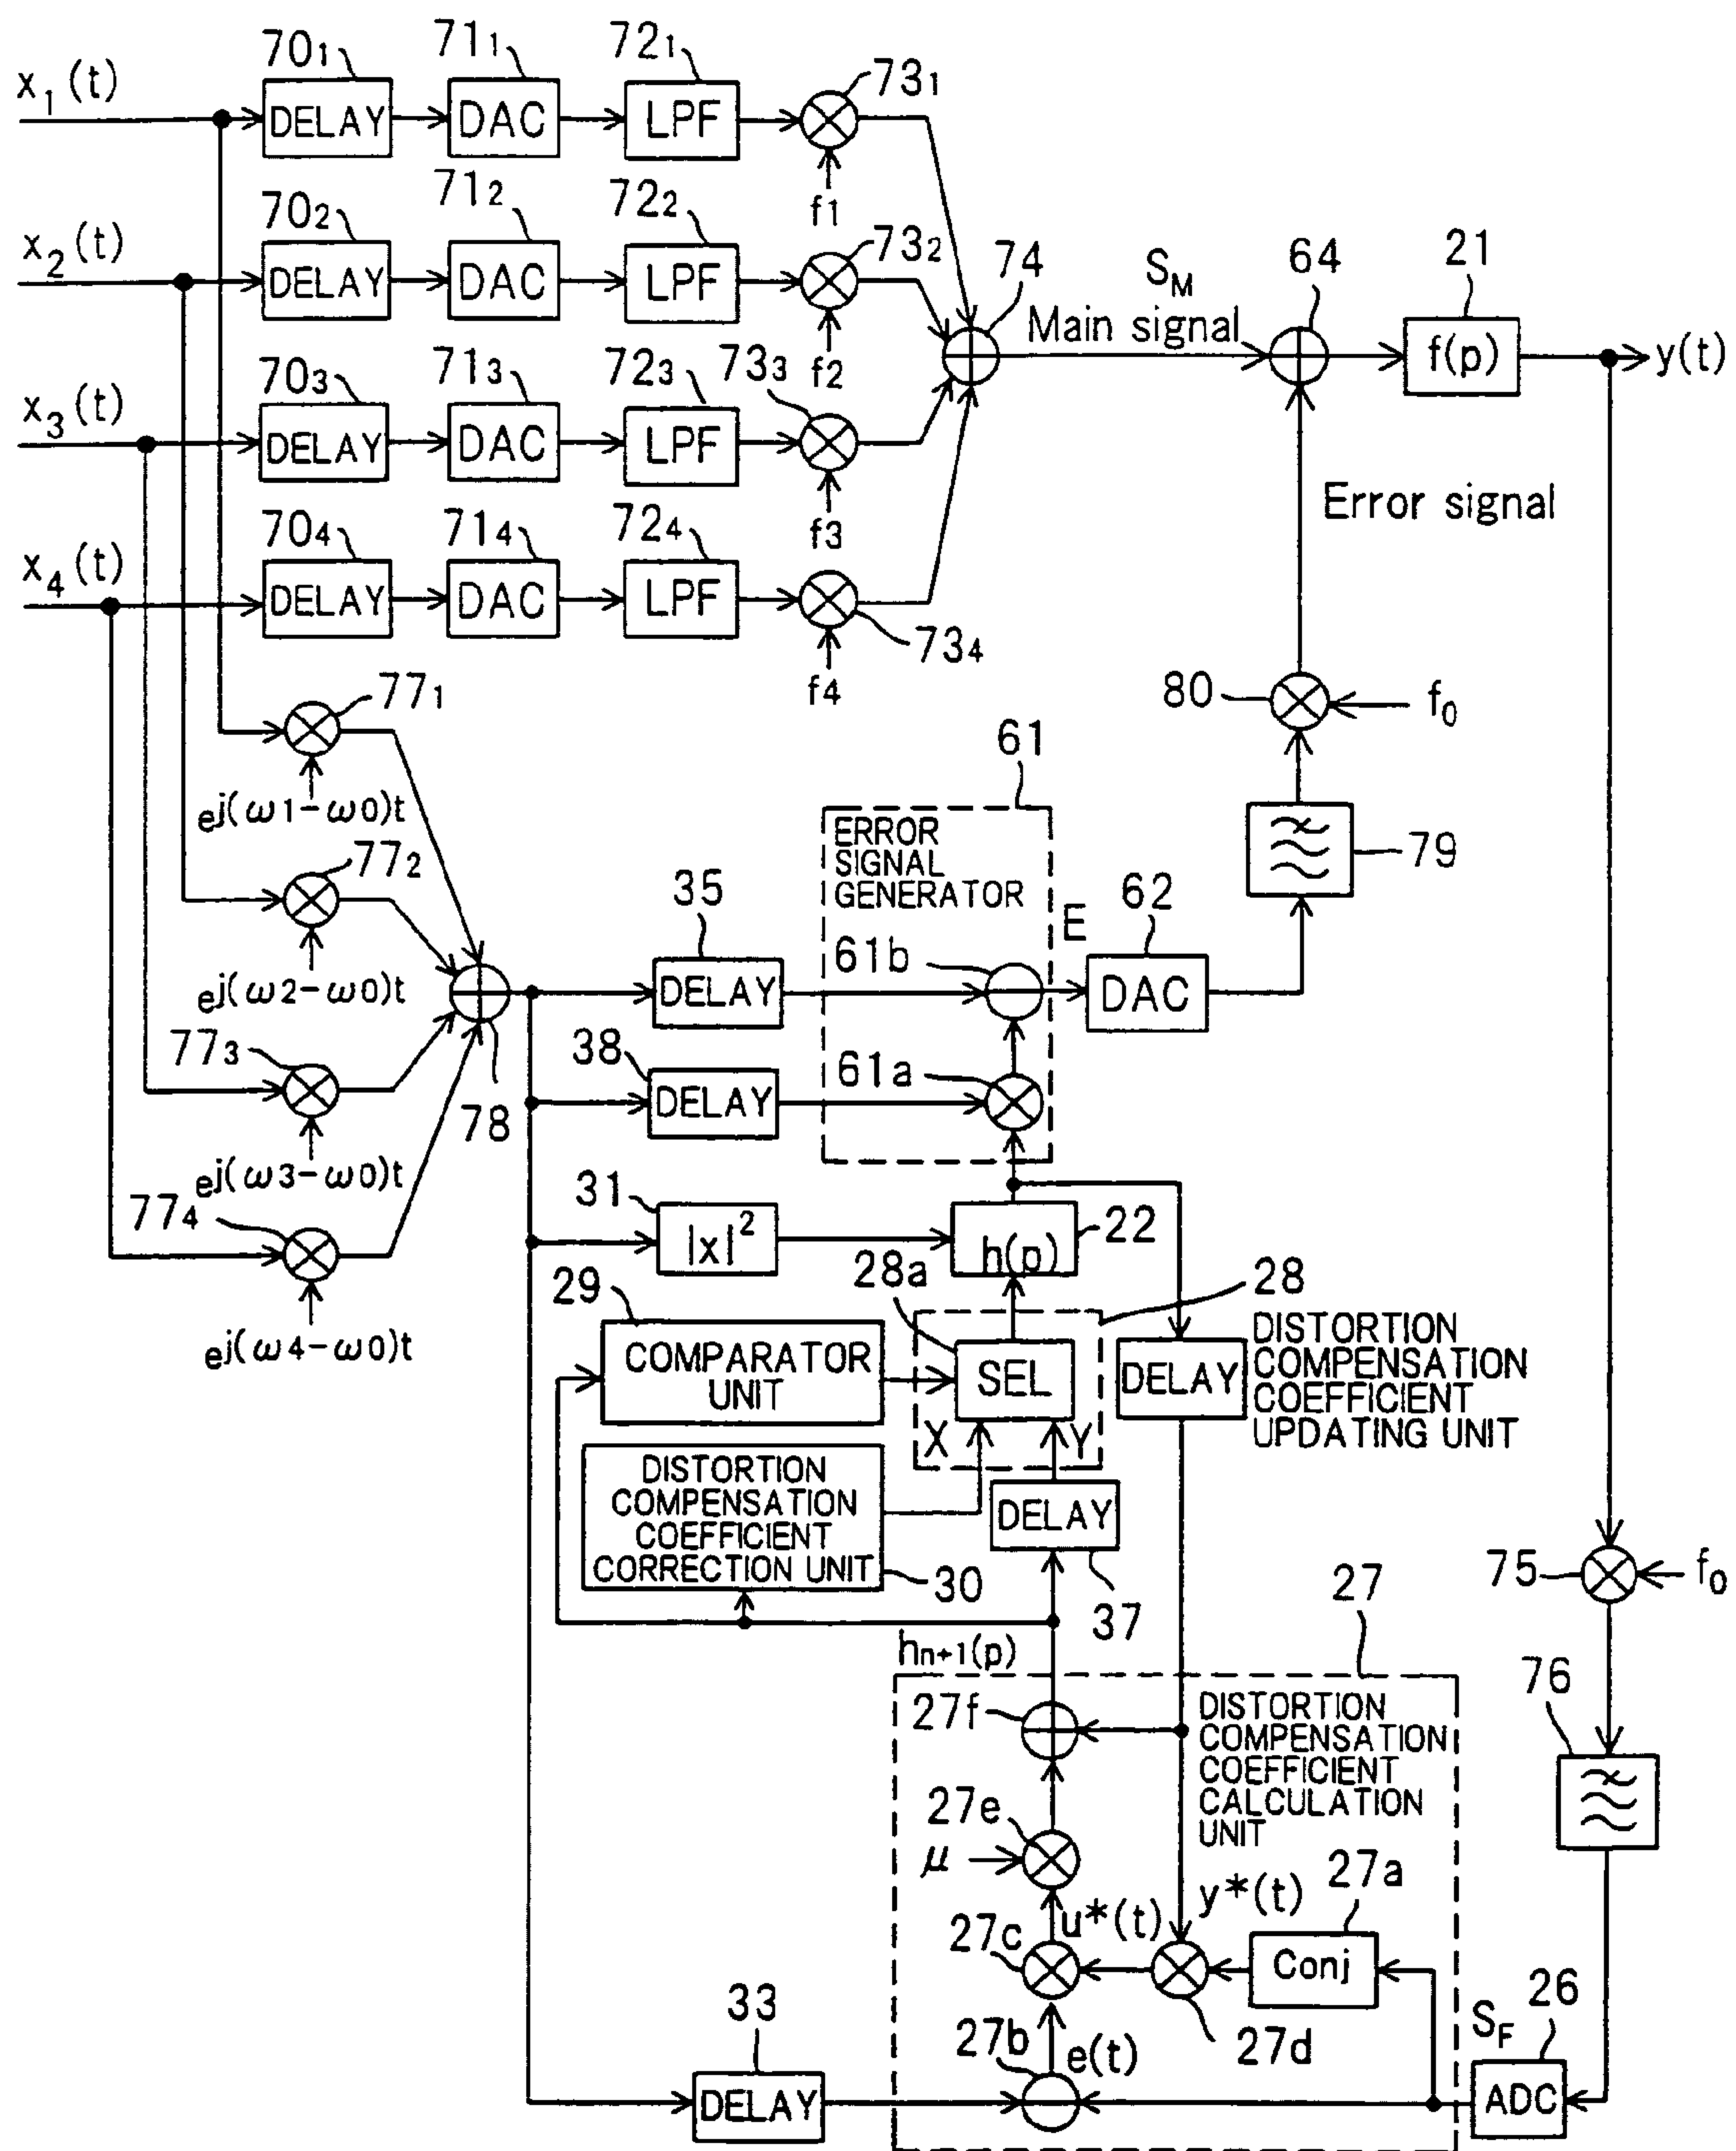 70₁ 71₁ 72₁ 73₁
x₁(t) DELAY DAC LPF
f1
70₂ 71₂ 72₂ 73₂ 74 64 21
x₂(t) DELAY DAC LPF
S_M
Main signal f(p) y(t)
f2
70₃ 71₃ 72₃ 73₃
x₃(t) DELAY DAC LPF
f3
Error signal
70₄ 71₄ 72₄
x₄(t) DELAY DAC LPF
73₄
f4
77₁
80 f₀
ej(ω1-ω0)t
61
ERROR
SIGNAL
GENERATOR
79
77₂
ej(ω2-ω0)t
35 61b E 62
DELAY DAC
77₃ 78
ej(ω3-ω0)t
38 61a
DELAY
77₄
ej(ω4-ω0)t
31 |x|² h(p) 22
29 28a 28
COMPARATOR
UNIT
SEL
X Y
DELAY
DISTORTION
COMPENSATION
COEFFICIENT
UPDATING UNIT
DISTORTION
COMPENSATION
COEFFICIENT
CORRECTION UNIT
30
DELAY
37
75 f₀
27
hn+1(p)
76
27f
DISTORTION
COMPENSATION
COEFFICIENT
CALCULATION
UNIT
27e
μ
27a
u*(t) y*(t)
27c Conj
27d
33 27b e(t) S_F 26
DELAY ADC